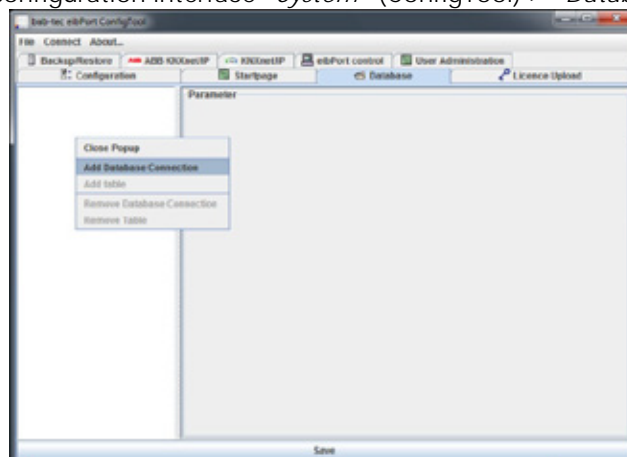 Configuration interface "System" (ConfigTool) > "Datab
bab-tec eibPort ConfigTool
File Connect About...
Backup/Restore ABB KNXnet/IP KNXnet/IP eibPort control User Administration
Configuration Startpage Database Licence Upload
Parameter
Close Popup
Add Database Connection
Add table
Remove Database Connection
Remove Table
Save